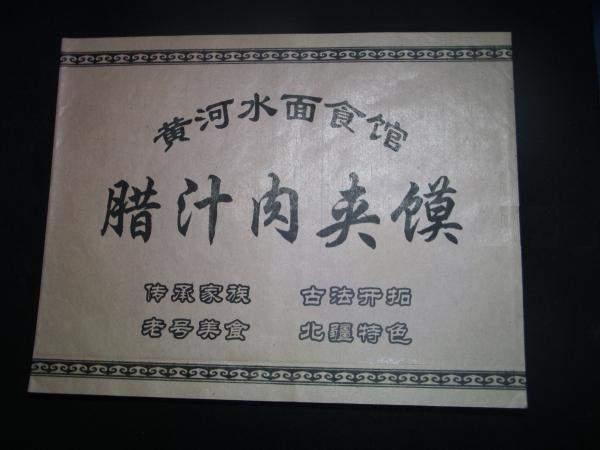 黄河水面食馆
腊汁肉夹馍
传承家族 古法开拓
老号美食 北疆特色